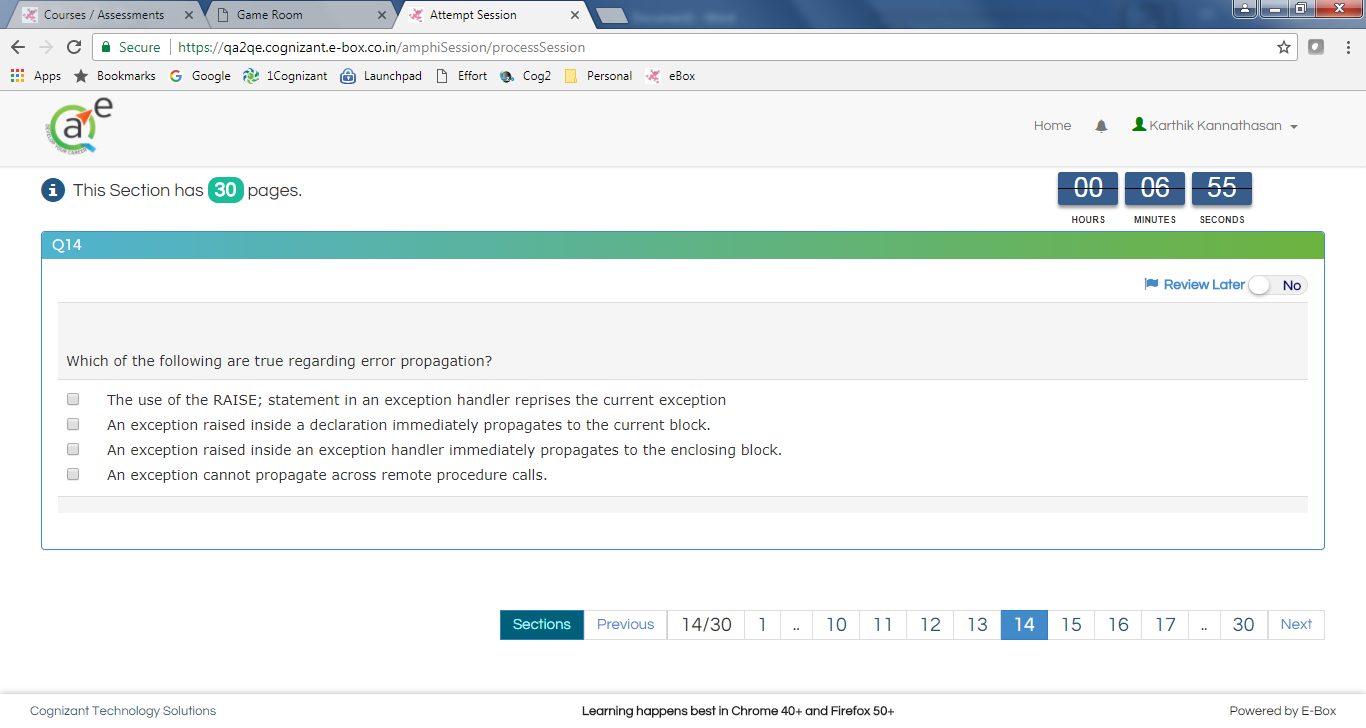 Courses / Assessments
Game Room
Attempt Session
Secure
https://qa2qe.cognizant.e-box.co.in/amphiSession/processSession
Apps
Bookmarks
Google
1Cognizant
Launchpad
Effort
Cog2
Personal
eBox
a e
Home
Karthik Kannathasan
This Section has 30 pages.
00 06 55
HOURS MINUTES SECONDS
Q14
Review Later No
Which of the following are true regarding error propagation?
The use of the RAISE; statement in an exception handler reprises the current exception
An exception raised inside a declaration immediately propagates to the current block.
An exception raised inside an exception handler immediately propagates to the enclosing block.
An exception cannot propagate across remote procedure calls.
Sections Previous 14/30 1 .. 10 11 12 13 14 15 16 17 .. 30 Next
Cognizant Technology Solutions
Learning happens best in Chrome 40+ and Firefox 50+
Powered by E-Box